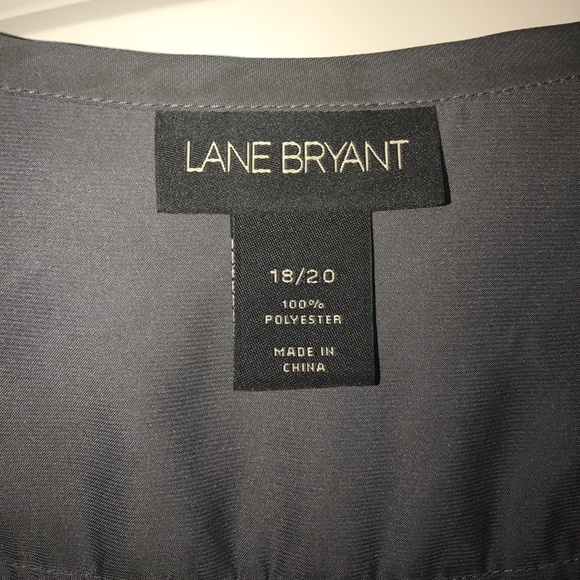 LANE BRYANT
18/20
100%
POLYESTER
MADE IN
CHINA